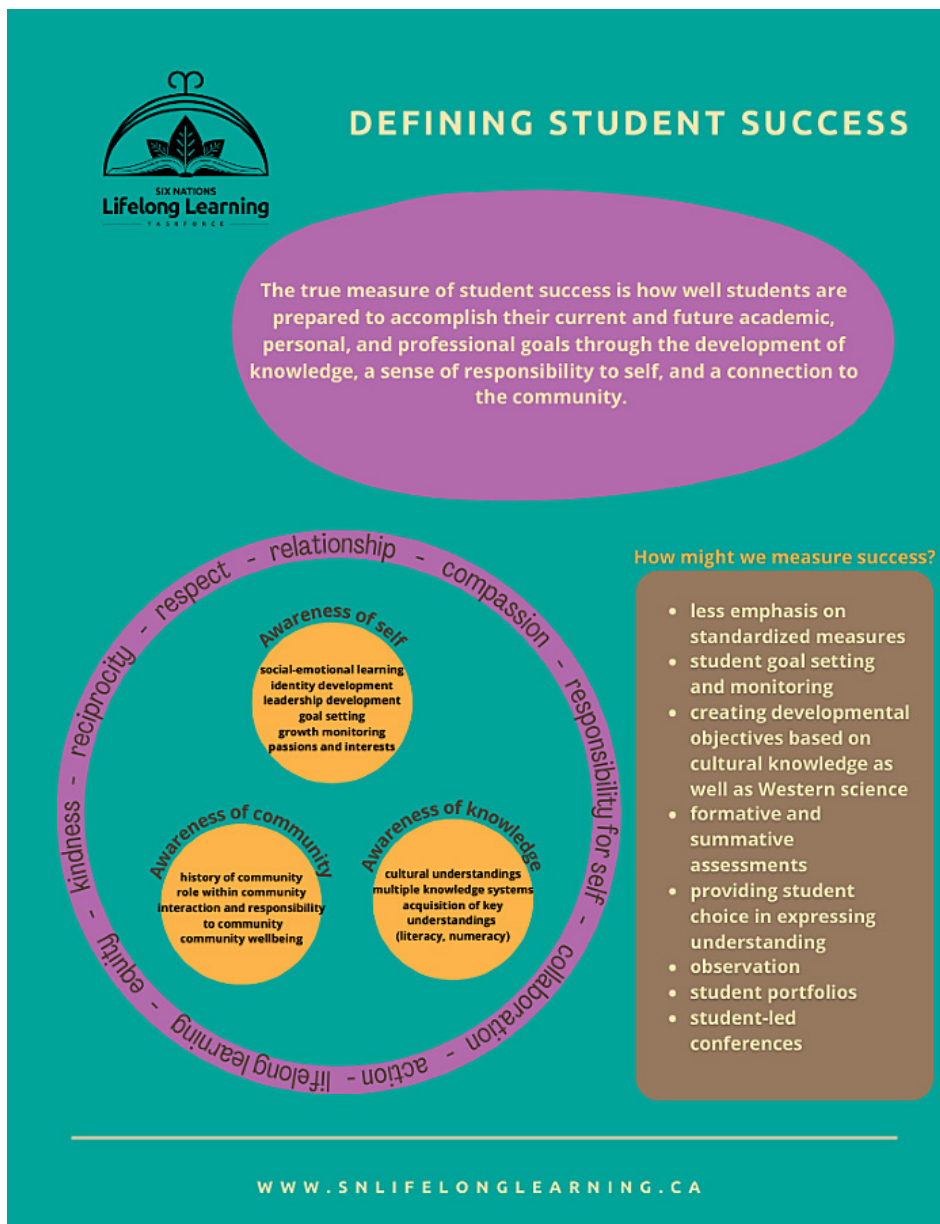 SIX NATIONS
Lifelong Learning
TASKFORCE
DEFINING STUDENT SUCCESS
The true measure of student success is how well students are
prepared to accomplish their current and future academic,
personal, and professional goals through the development of
knowledge, a sense of responsibility to self, and a connection to
the community.
kindness - reciprocity - respect - relationship - compassion - responsibility for self - collaboration - action - lifelong learning - equity -
Awareness of self
social-emotional learning
identity development
leadership development
goal setting
growth monitoring
passions and interests
Awareness of community
history of community
role within community
interaction and responsibility
to community
community wellbeing
Awareness of knowledge
cultural understandings
multiple knowledge systems
acquisition of key
understandings
(literacy, numeracy)
How might we measure success?
• less emphasis on
standardized measures
• student goal setting
and monitoring
• creating developmental
objectives based on
cultural knowledge as
well as Western science
• formative and
summative
assessments
• providing student
choice in expressing
understanding
• observation
• student portfolios
• student-led
conferences
WWW.SNLIFELONGLEARNING.CA